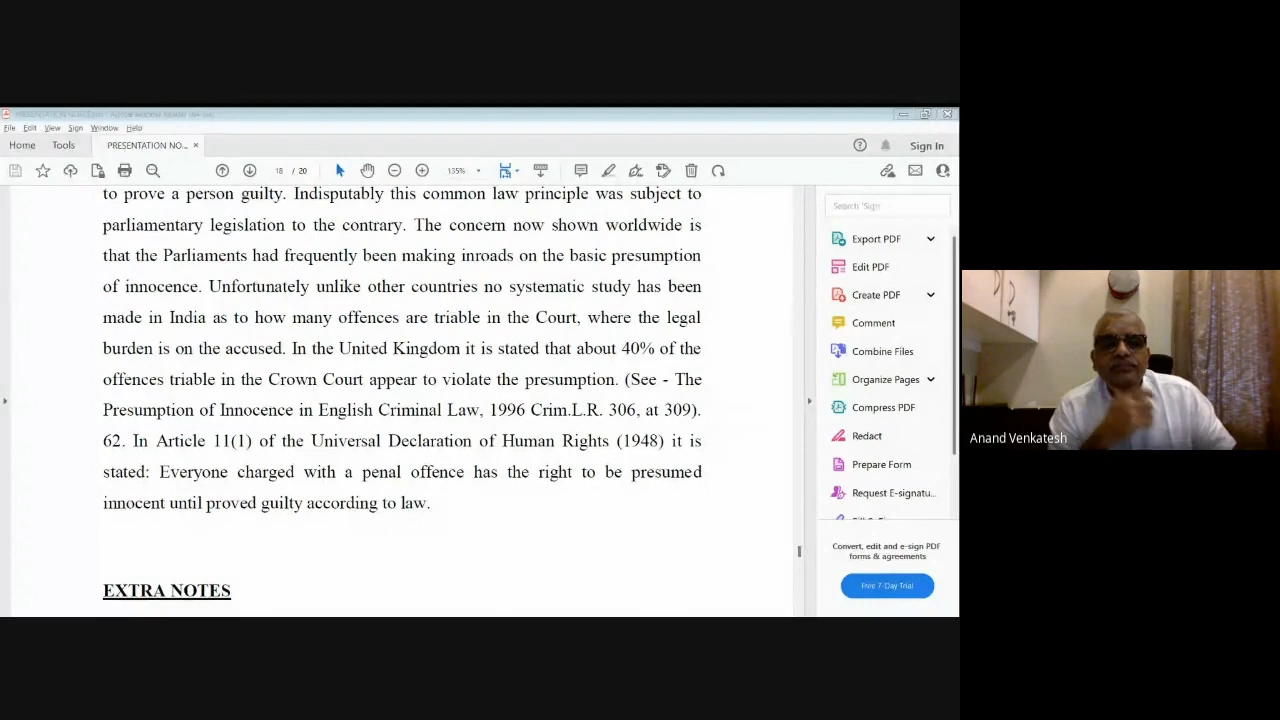 File Edit View Sign Window Help
Home Tools PRESENTATION NO... × Sign In
18 / 20 135%
to prove a person guilty. Indisputably this common law principle was subject to
parliamentary legislation to the contrary. The concern now shown worldwide is
that the Parliaments had frequently been making inroads on the basic presumption
of innocence. Unfortunately unlike other countries no systematic study has been
made in India as to how many offences are triable in the Court, where the legal
burden is on the accused. In the United Kingdom it is stated that about 40% of the
offences triable in the Crown Court appear to violate the presumption. (See - The
Presumption of Innocence in English Criminal Law, 1996 Crim.L.R. 306, at 309).
62. In Article 11(1) of the Universal Declaration of Human Rights (1948) it is
stated: Everyone charged with a penal offence has the right to be presumed
innocent until proved guilty according to law.
EXTRA NOTES
Search 'Sign
Export PDF
Edit PDF
Create PDF
Comment
Combine Files
Organize Pages
Compress PDF
Redact
Prepare Form
Request E-signatu...
Convert, edit and e-sign PDF
forms & agreements
Free 7-Day Trial
Anand Venkatesh